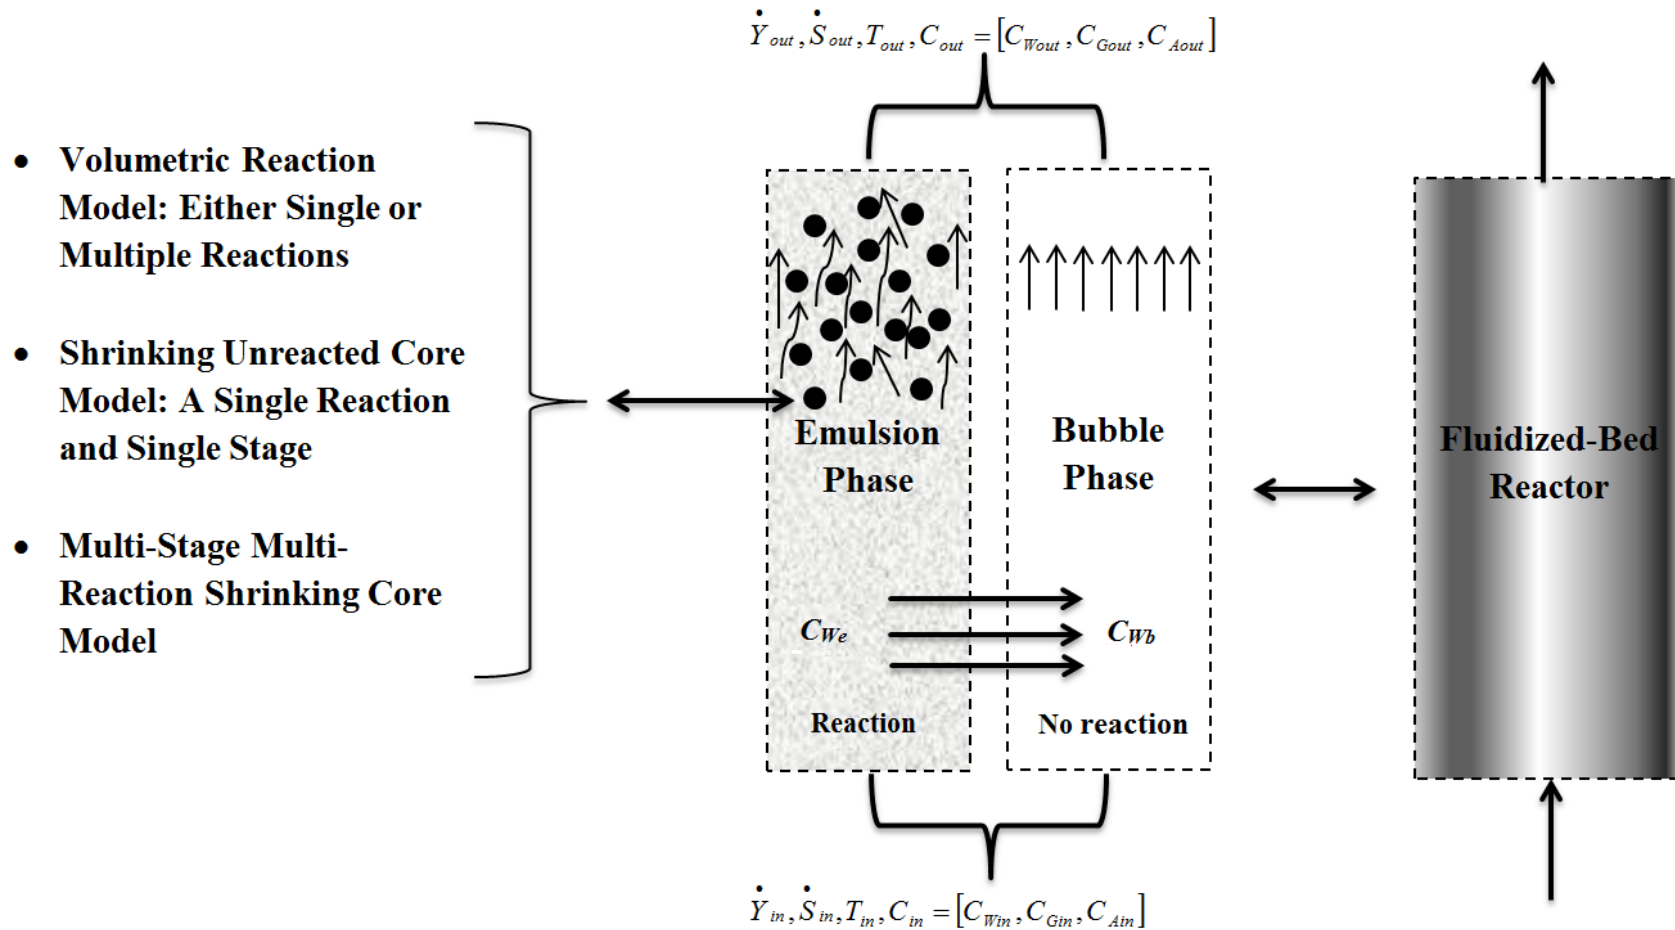 Ẏout, Ṡout, Tout, Cout = [CWout, CGout, CAout]
• Volumetric Reaction
Model: Either Single or
Multiple Reactions
• Shrinking Unreacted Core
Model: A Single Reaction
and Single Stage
• Multi-Stage Multi-
Reaction Shrinking Core
Model
Emulsion
Phase
CWe
Reaction
Bubble
Phase
CWb
No reaction
Fluidized-Bed
Reactor
Ẏin, Ṡin, Tin, Cin = [CWin, CGin, CAin]